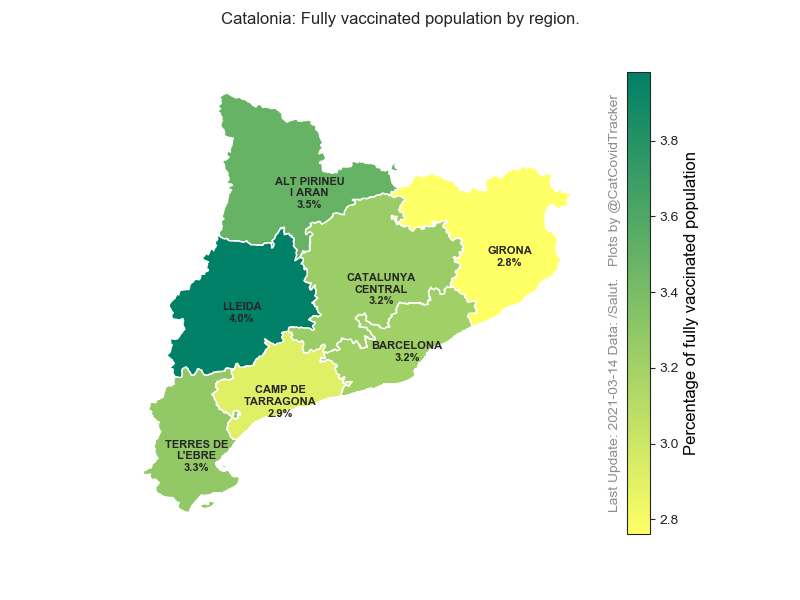 Catalonia: Fully vaccinated population by region.
ALT PIRINEU
I ARAN
3.5%
GIRONA
2.8%
CATALUNYA
CENTRAL
3.2%
LLEIDA
4.0%
BARCELONA
3.2%
CAMP DE
TARRAGONA
2.9%
TERRES DE
L'EBRE
3.3%
Last Update: 2021-03-14 Data: /Salut.   Plots by @CatCovidTracker
3.8
3.6
3.4
3.2
3.0
2.8
Percentage of fully vaccinated population